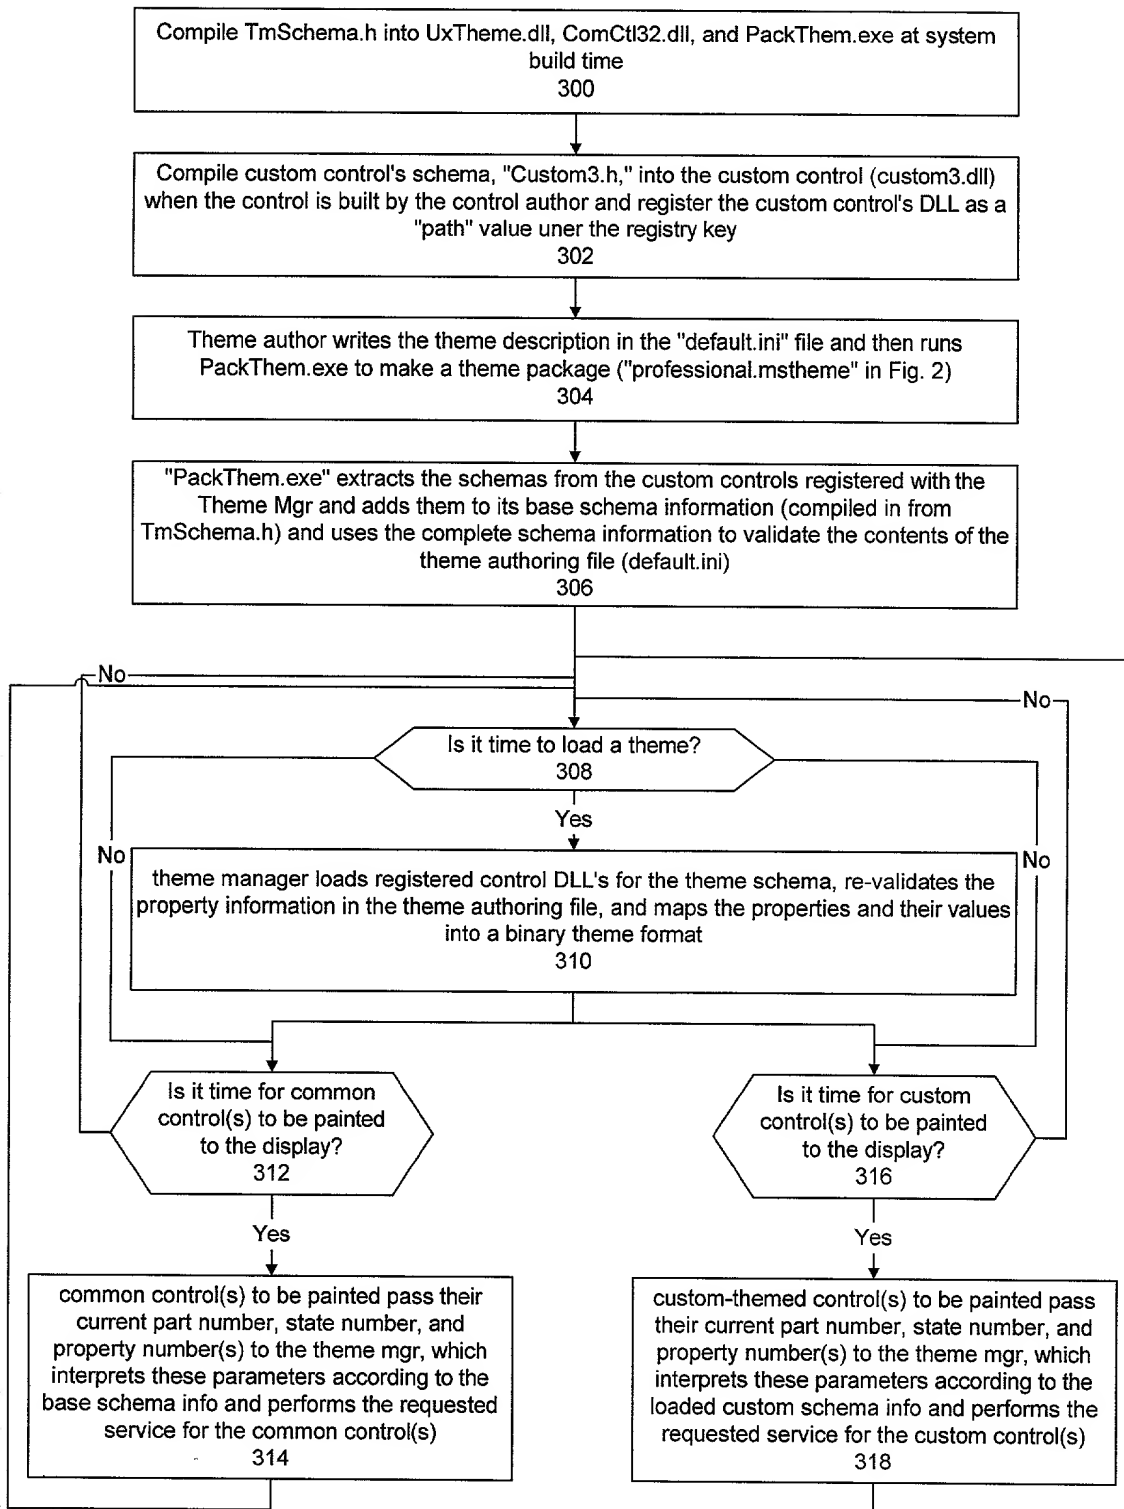 Compile TmSchema.h into UxTheme.dll, ComCtl32.dll, and PackThem.exe at system
build time
300
Compile custom control's schema, "Custom3.h," into the custom control (custom3.dll)
when the control is built by the control author and register the custom control's DLL as a
"path" value uner the registry key
302
Theme author writes the theme description in the "default.ini" file and then runs
PackThem.exe to make a theme package ("professional.mstheme" in Fig. 2)
304
"PackThem.exe" extracts the schemas from the custom controls registered with the
Theme Mgr and adds them to its base schema information (compiled in from
TmSchema.h) and uses the complete schema information to validate the contents of the
theme authoring file (default.ini)
306
No
No
Is it time to load a theme?
308
Yes
No
No
theme manager loads registered control DLL's for the theme schema, re-validates the
property information in the theme authoring file, and maps the properties and their values
into a binary theme format
310
Is it time for common
control(s) to be painted
to the display?
312
Is it time for custom
control(s) to be painted
to the display?
316
Yes
Yes
common control(s) to be painted pass their
current part number, state number, and
property number(s) to the theme mgr, which
interprets these parameters according to the
base schema info and performs the requested
service for the common control(s)
314
custom-themed control(s) to be painted pass
their current part number, state number, and
property number(s) to the theme mgr, which
interprets these parameters according to the
loaded custom schema info and performs the
requested service for the custom control(s)
318